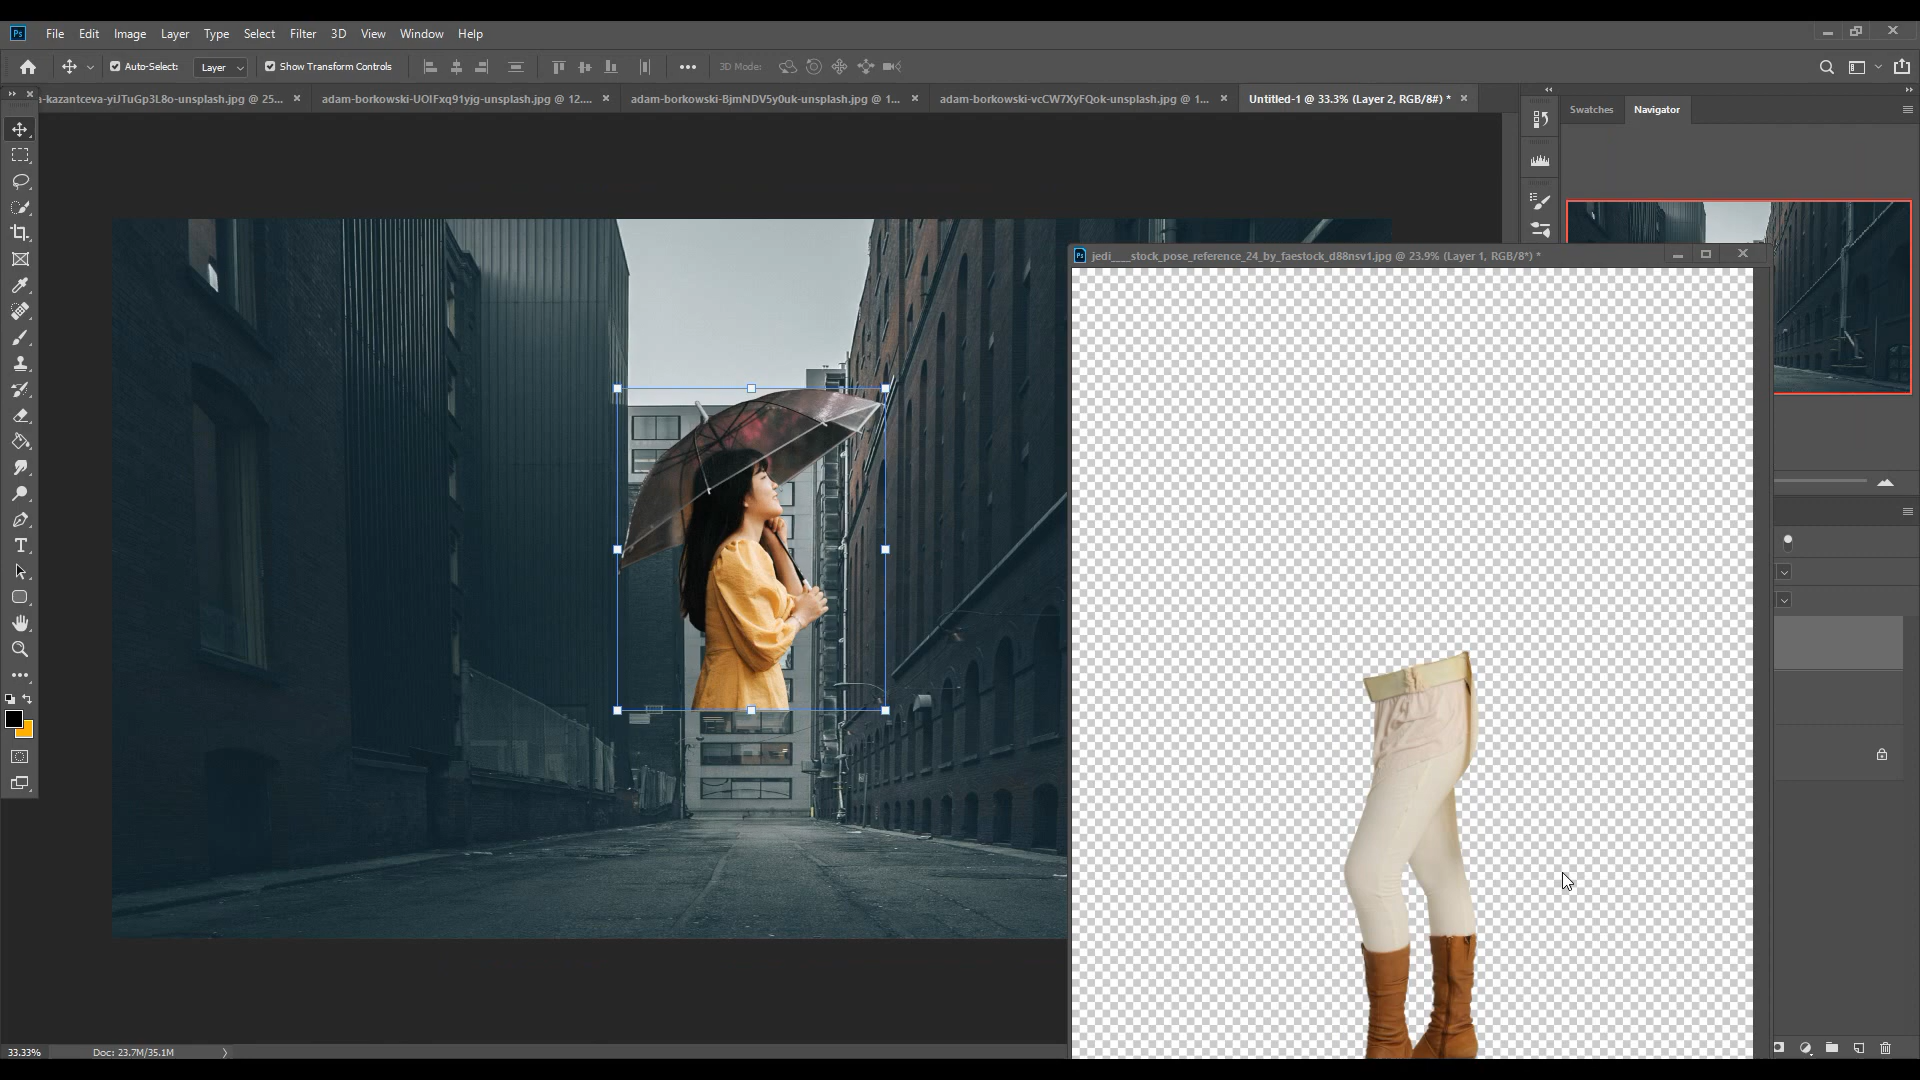 Ps File Edit Image Layer Type Select Filter 3D View Window Help
Auto-Select: Layer Show Transform Controls 3D Mode:
-kazantceva-yiJTuGp3L8o-unsplash.jpg @ 25... adam-borkowski-UOIFxq91yjg-unsplash.jpg @ 12.... adam-borkowski-BjmNDV5y0uk-unsplash.jpg @ 1... adam-borkowski-vcCW7XyFQok-unsplash.jpg @ 1... Untitled-1 @ 33.3% (Layer 2, RGB/8#) *
Swatches Navigator
Ps jedi____stock_pose_reference_24_by_faestock_d88nsv1.jpg @ 23.9% (Layer 1, RGB/8*) *
33.33% Doc: 23.7M/35.1M